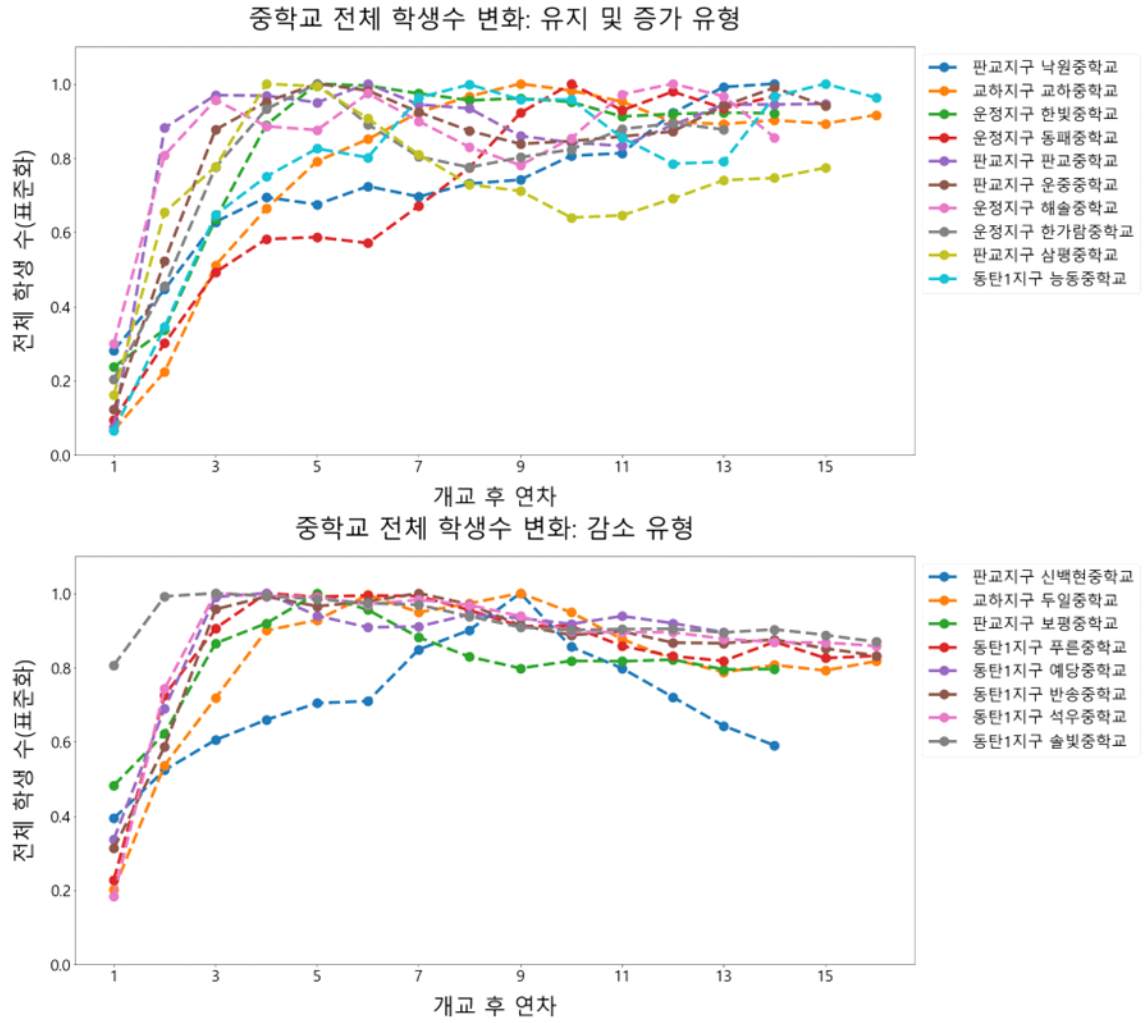 중학교 전체 학생수 변화: 유지 및 증가 유형
전체 학생 수(표준화)
1.0
0.8
0.6
0.4
0.2
0.0
1 3 5 7 9 11 13 15
개교 후 연차
판교지구 낙원중학교
교하지구 교하중학교
운정지구 한빛중학교
운정지구 동패중학교
판교지구 판교중학교
판교지구 운중중학교
운정지구 해솔중학교
운정지구 한가람중학교
판교지구 삼평중학교
동탄1지구 능동중학교
중학교 전체 학생수 변화: 감소 유형
전체 학생 수(표준화)
1.0
0.8
0.6
0.4
0.2
0.0
1 3 5 7 9 11 13 15
개교 후 연차
판교지구 신백현중학교
교하지구 두일중학교
판교지구 보평중학교
동탄1지구 푸른중학교
동탄1지구 예당중학교
동탄1지구 반송중학교
동탄1지구 석우중학교
동탄1지구 솔빛중학교